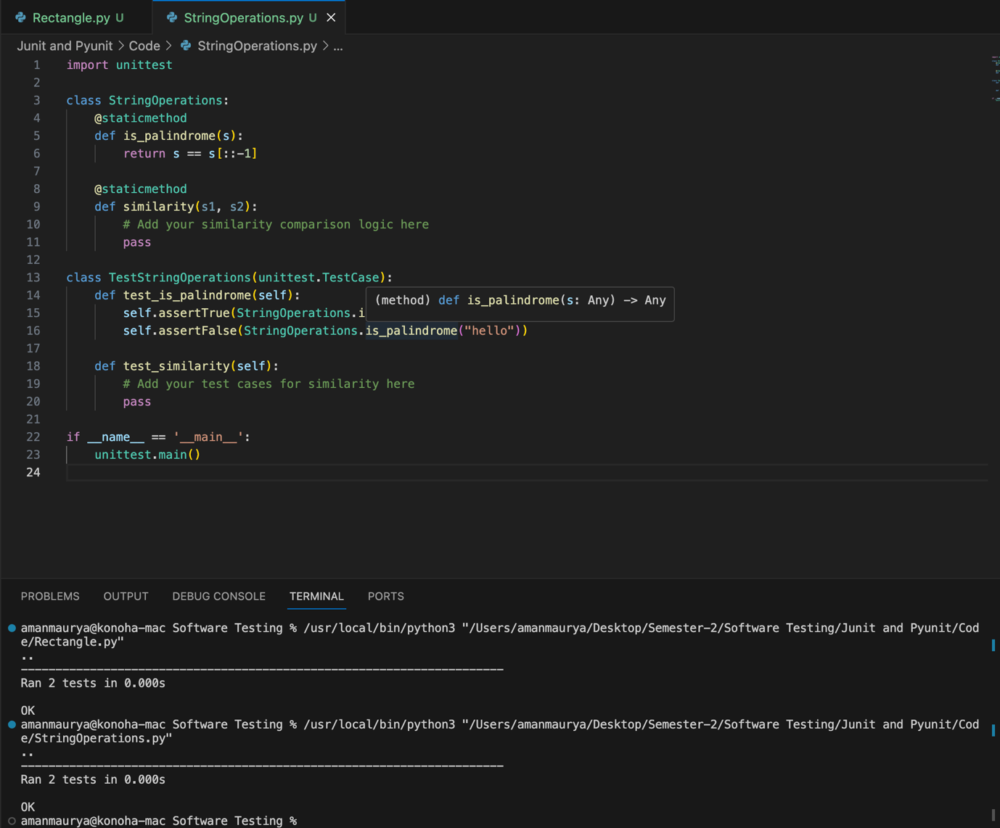 Rectangle.py U
StringOperations.py U
Junit and Pyunit > Code > StringOperations.py > ...
1 import unittest
2
3 class StringOperations:
4     @staticmethod
5     def is_palindrome(s):
6         return s == s[::-1]
7
8     @staticmethod
9     def similarity(s1, s2):
10         # Add your similarity comparison logic here
11         pass
12
13 class TestStringOperations(unittest.TestCase):
14     def test_is_palindrome(self):
(method) def is_palindrome(s: Any) -> Any
15         self.assertTrue(StringOperations.i
16         self.assertFalse(StringOperations.is_palindrome("hello"))
17
18     def test_similarity(self):
19         # Add your test cases for similarity here
20         pass
21
22 if __name__ == '__main__':
23     unittest.main()
24
PROBLEMS OUTPUT DEBUG CONSOLE TERMINAL PORTS
amanmaurya@konoha-mac Software Testing % /usr/local/bin/python3 "/Users/amanmaurya/Desktop/Semester-2/Software Testing/Junit and Pyunit/Cod
e/Rectangle.py"
..
----------------------------------------------------------------------
Ran 2 tests in 0.000s
OK
amanmaurya@konoha-mac Software Testing % /usr/local/bin/python3 "/Users/amanmaurya/Desktop/Semester-2/Software Testing/Junit and Pyunit/Cod
e/StringOperations.py"
..
----------------------------------------------------------------------
Ran 2 tests in 0.000s
OK
amanmaurya@konoha-mac Software Testing %